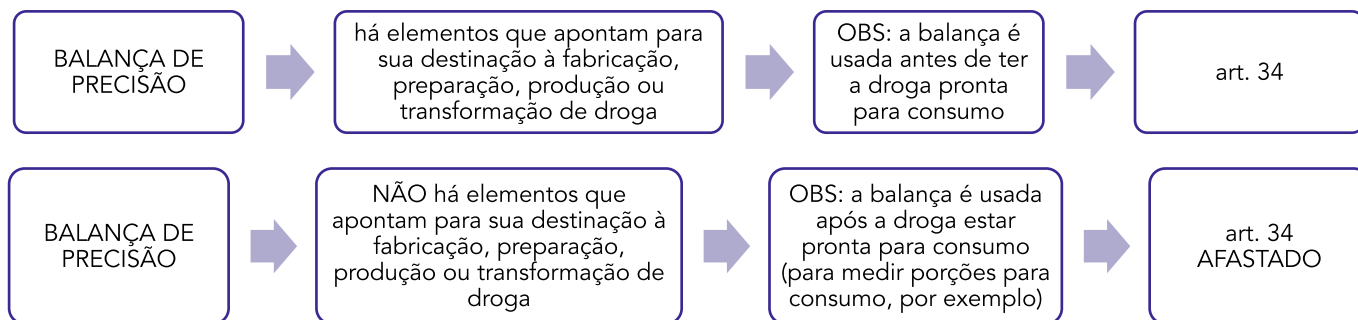 BALANÇA DE
PRECISÃO
há elementos que apontam para
sua destinação à fabricação,
preparação, produção ou
transformação de droga
OBS: a balança é
usada antes de ter
a droga pronta
para consumo
art. 34
BALANÇA DE
PRECISÃO
NÃO há elementos que
apontam para sua destinação à
fabricação, preparação,
produção ou transformação de
droga
OBS: a balança é usada
após a droga estar
pronta para consumo
(para medir porções para
consumo, por exemplo)
art. 34
AFASTADO